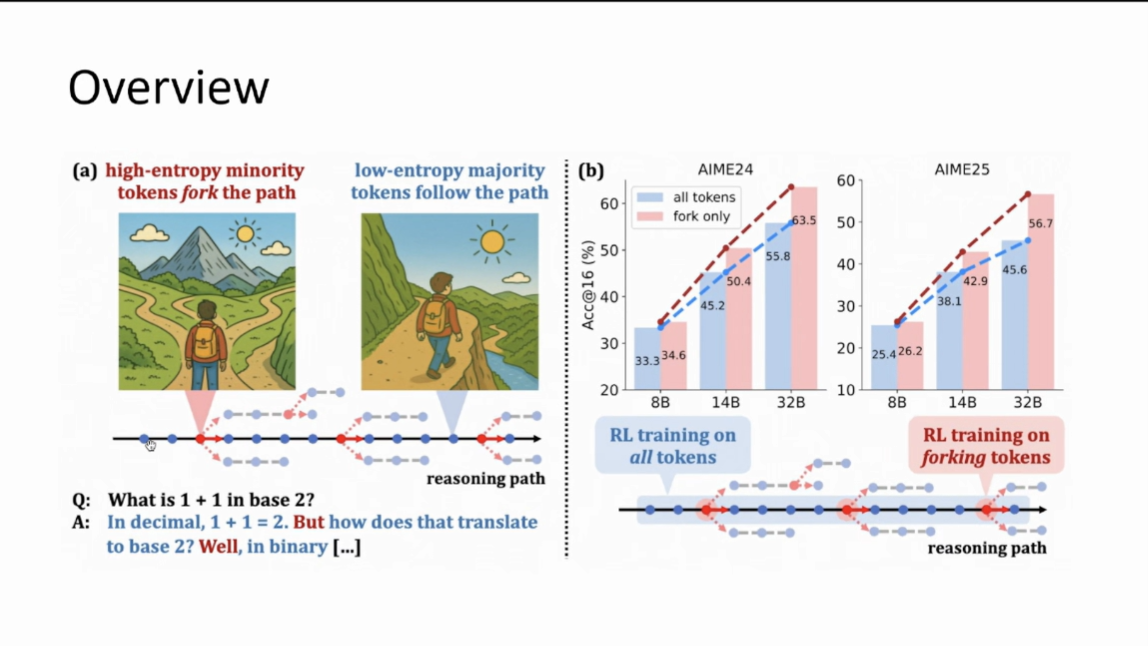 Overview
(a) high-entropy minority
tokens fork the path
low-entropy majority
tokens follow the path
reasoning path
Q: What is 1 + 1 in base 2?
A: In decimal, 1 + 1 = 2. But how does that translate
to base 2? Well, in binary [...]
(b)
AIME24
Acc@16 (%)
60
50
40
30
20
all tokens
fork only
33.3
34.6
45.2
50.4
55.8
63.5
8B
14B
32B
AIME25
60
50
40
30
20
10
25.4
26.2
38.1
42.9
45.6
56.7
8B
14B
32B
RL training on
all tokens
RL training on
forking tokens
reasoning path